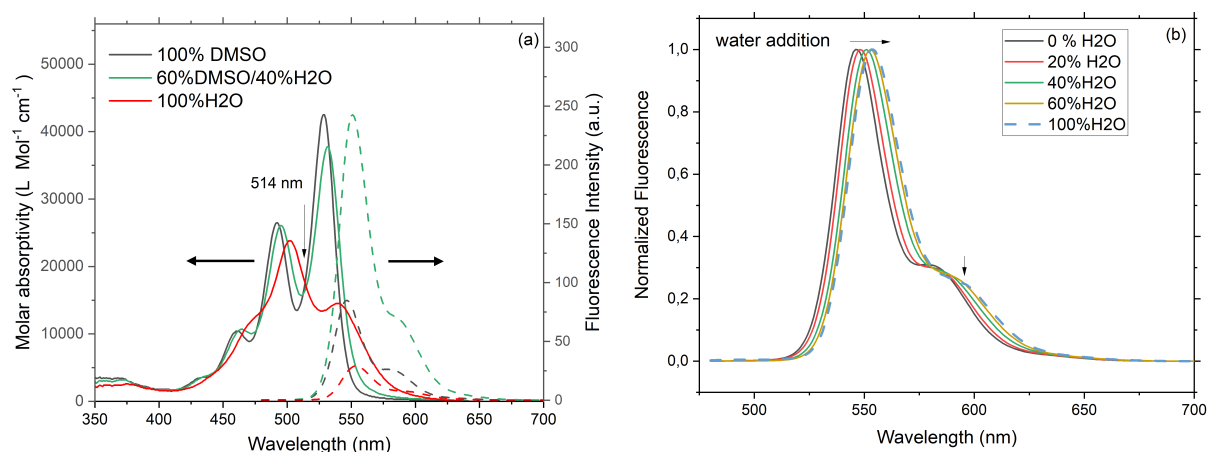 (a)
100% DMSO
60%DMSO/40%H2O
100%H2O
514 nm
Molar absorptivity (L Mol-1 cm-1)
0
10000
20000
30000
40000
50000
Fluorescence Intensity (a.u.)
0
50
100
150
200
250
300
350
400
450
500
550
600
650
700
Wavelength (nm)
(b)
water addition
0 % H2O
20% H2O
40%H2O
60%H2O
100%H2O
Normalized Fluorescence
1,0
0,8
0,6
0,4
0,2
0,0
500
550
600
650
700
Wavelength (nm)